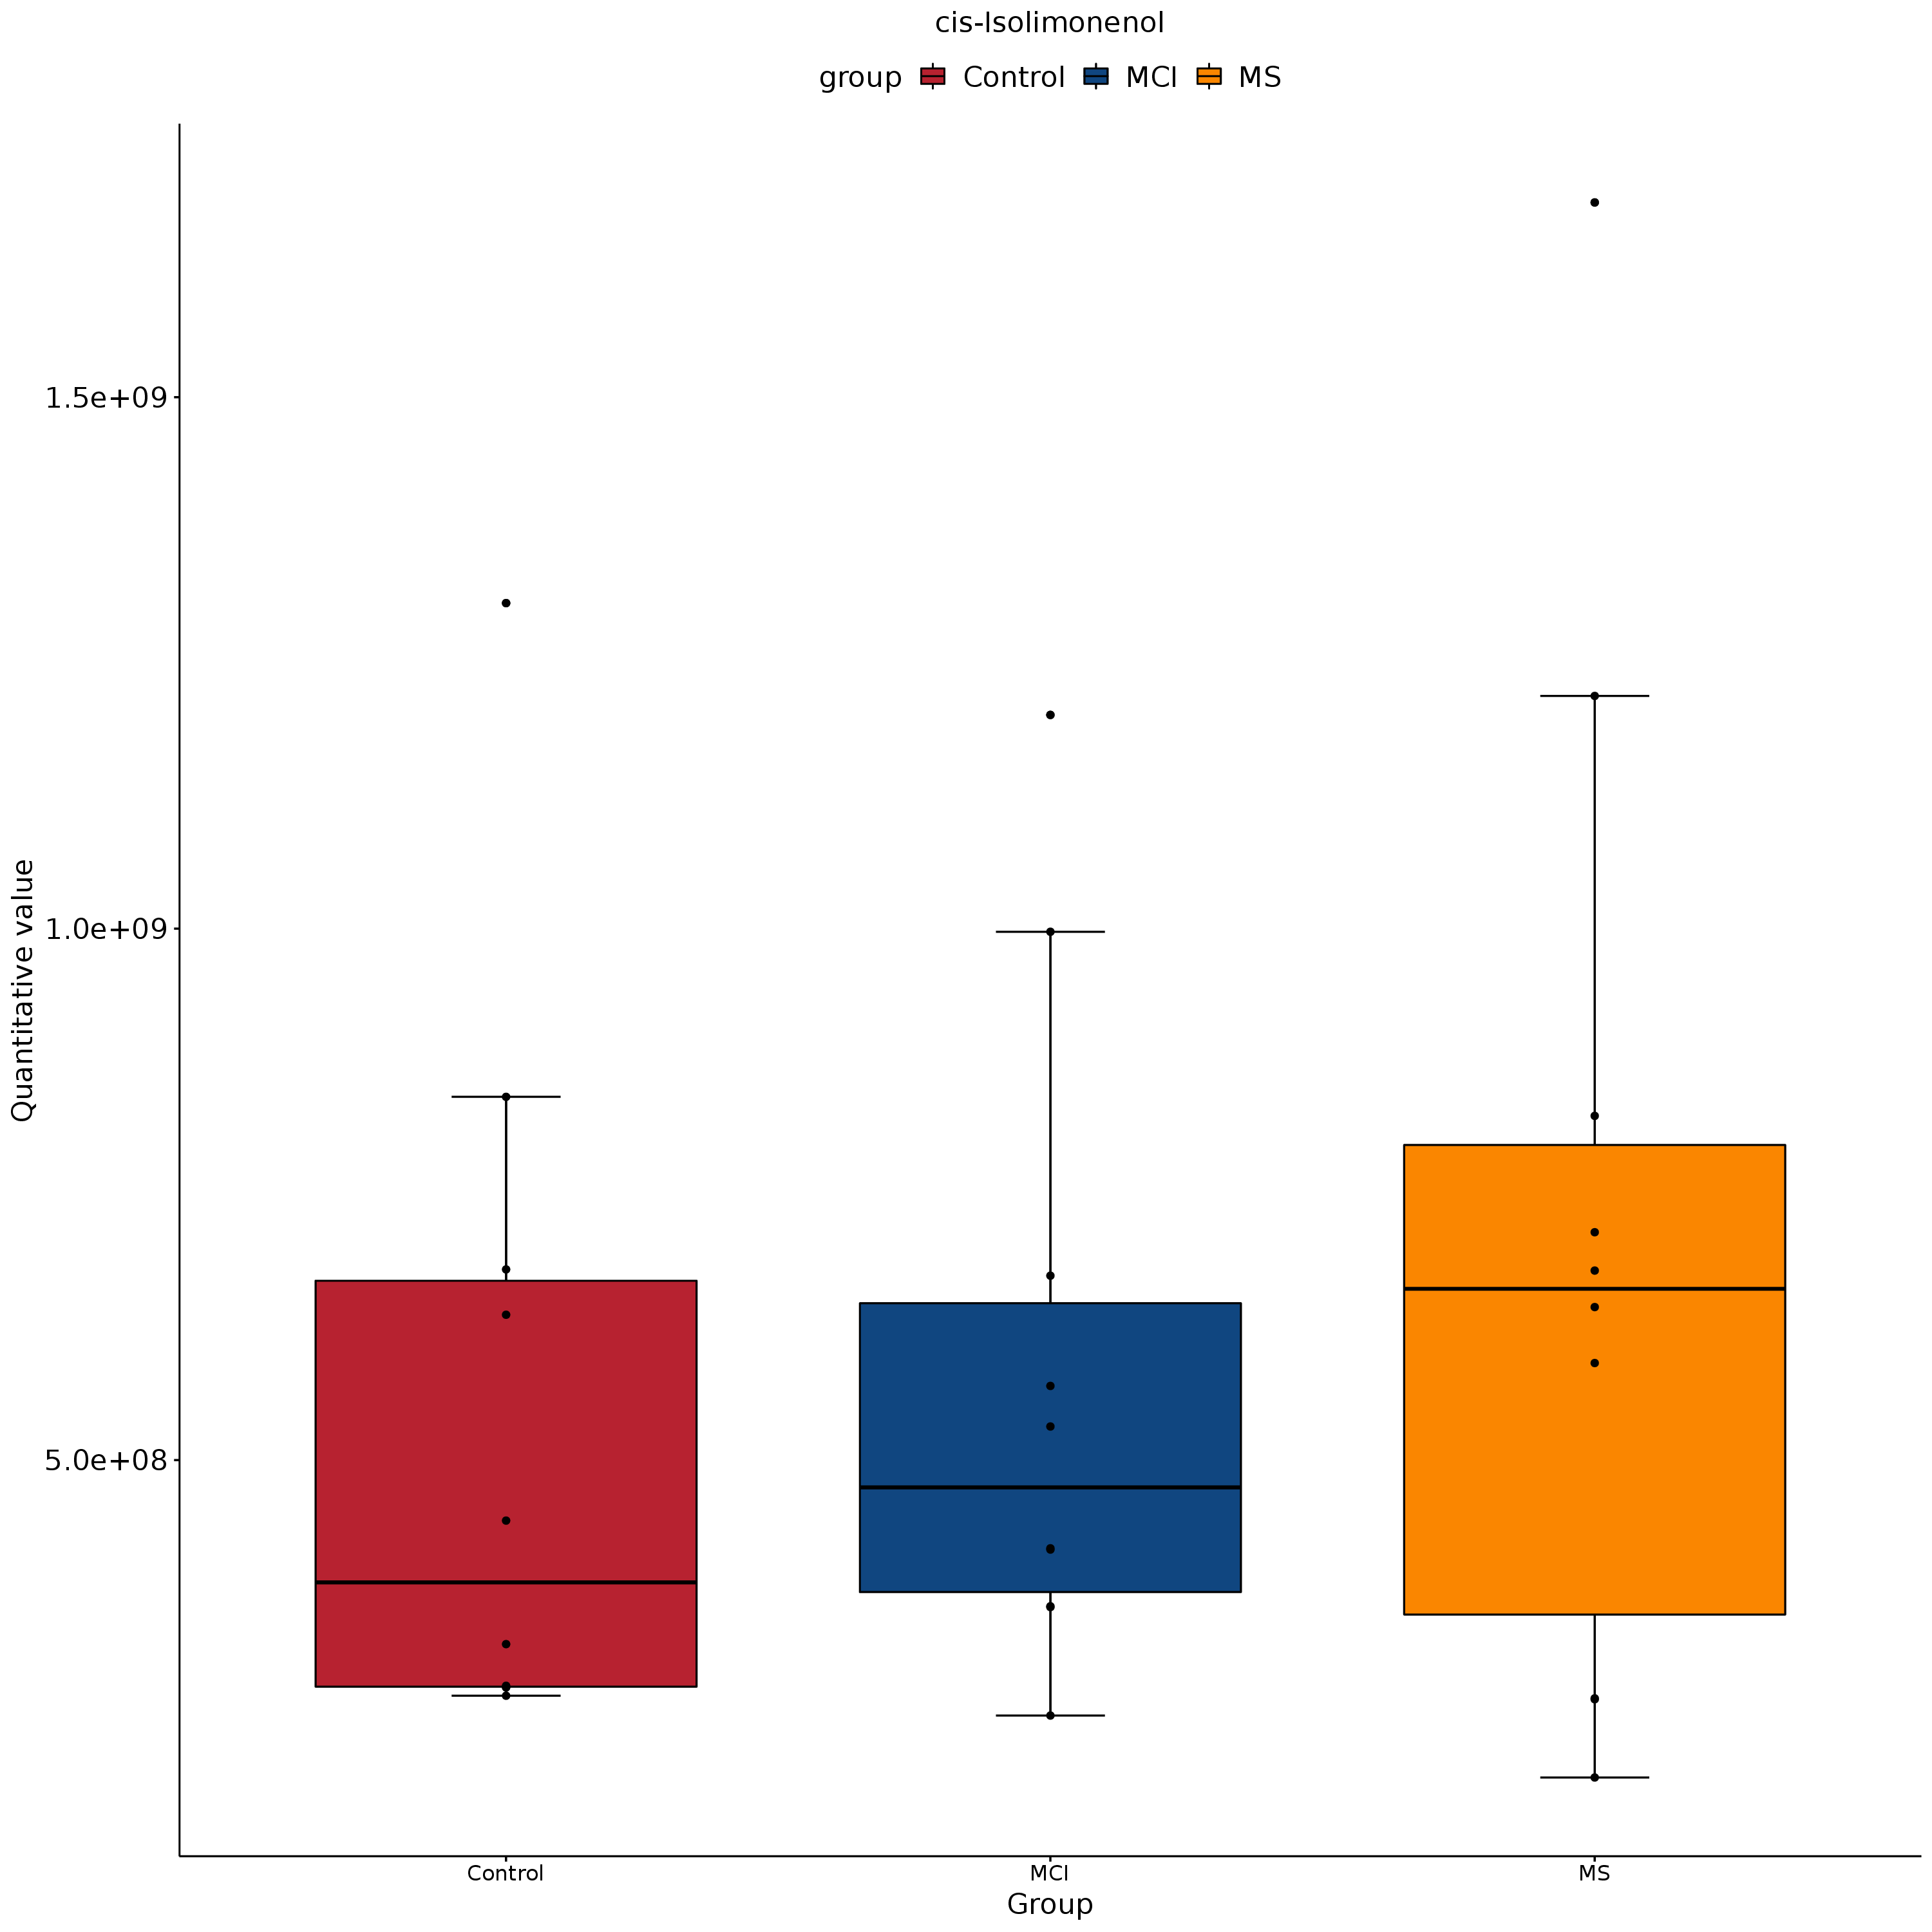 cis-Isolimonenol
group Control MCI MS
Quantitative value
1.5e+09
1.0e+09
5.0e+08
Control MCI MS
Group